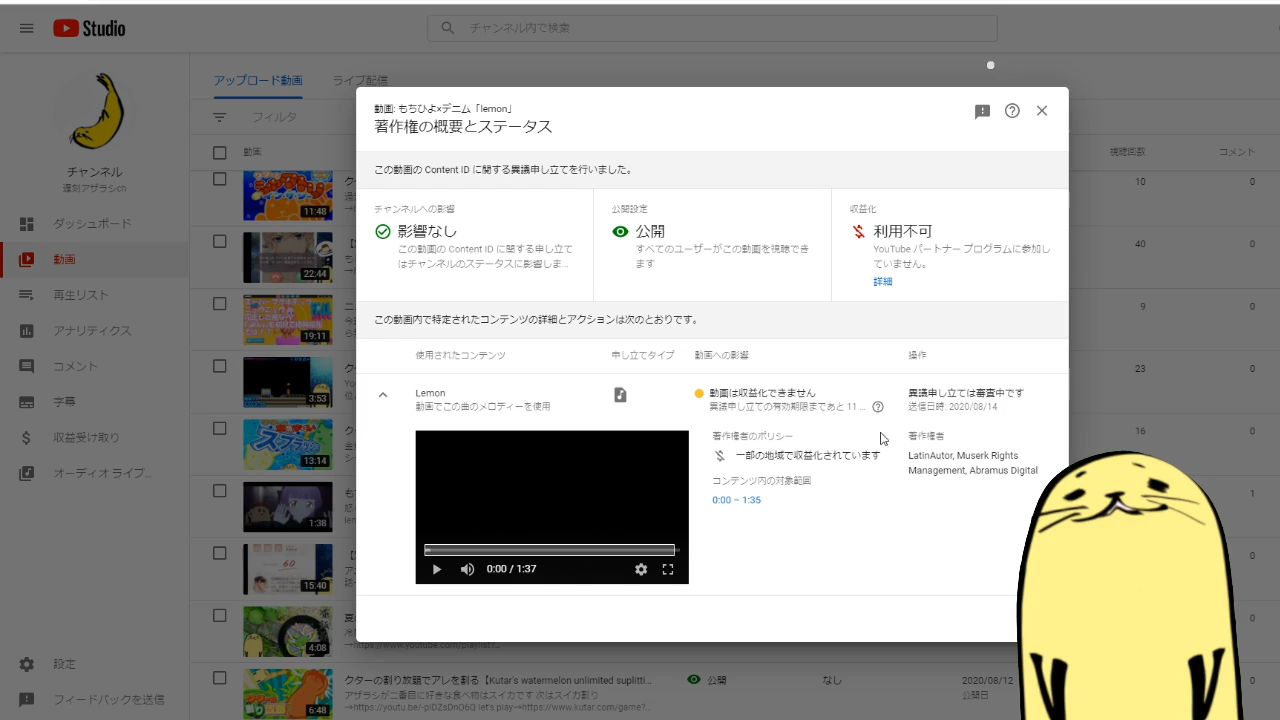 Studio
チャンネル内で検索
チャンネル
遅刻アザラシch
ダッシュボード
動画
再生リスト
アナリティクス
コメント
字幕
収益受け取り
オーディオ ライブ...
設定
フィードバックを送信
アップロード動画
ライブ配信
フィルタ
動画
視聴回数
コメント
11:48
10
0
22:44
40
0
19:11
9
0
3:53
23
0
13:14
16
0
1:38
1
15:40
0
4:08
→https://www.youtube.com/playlist?...
0
クターの割り放題でアレを割る【Kutar's watermelon unlimited suplitti...
アザラシが二番目に好きな食べ物はスイカです 次はスイカ割り
→https://youtu.be/-pIDZsDnO6Q let's play→https://www.kutar.com/game?...
6:48
公開
なし
2020/08/12
公開日
動画: もちひよ×デニム「lemon」
著作権の概要とステータス
この動画の Content ID に関する異議申し立てを行いました。
チャンネルへの影響
影響なし
この動画の Content ID に関する申し立て
はチャンネルのステータスに影響しま...
公開設定
公開
すべてのユーザーがこの動画を視聴でき
ます
収益化
利用不可
YouTube パートナー プログラムに参加し
ていません。
詳細
この動画内で特定されたコンテンツの詳細とアクションは次のとおりです。
使用されたコンテンツ
申し立てタイプ
動画への影響
操作
Lemon
動画でこの曲のメロディーを使用
動画は収益化できません
異議申し立ての有効期限まであと 11 ...
異議申し立ては審査中です
送信日時: 2020/08/14
著作権者のポリシー
一部の地域で収益化されています
コンテンツ内の対象範囲
0:00 – 1:35
著作権者
LatinAutor, Muserk Rights
Management, Abramus Digital
0:00 / 1:37